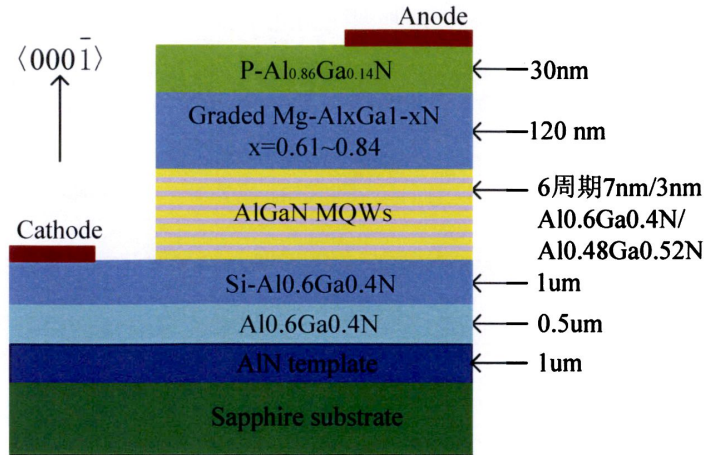 Anode
⟨000 1̄⟩
P-Al0.86Ga0.14N
30nm
Graded Mg-AlxGa1-xN
x=0.61~0.84
120 nm
AlGaN MQWs
6周期7nm/3nm
Al0.6Ga0.4N/
Al0.48Ga0.52N
Cathode
Si-Al0.6Ga0.4N
1um
Al0.6Ga0.4N
0.5um
AlN template
1um
Sapphire substrate